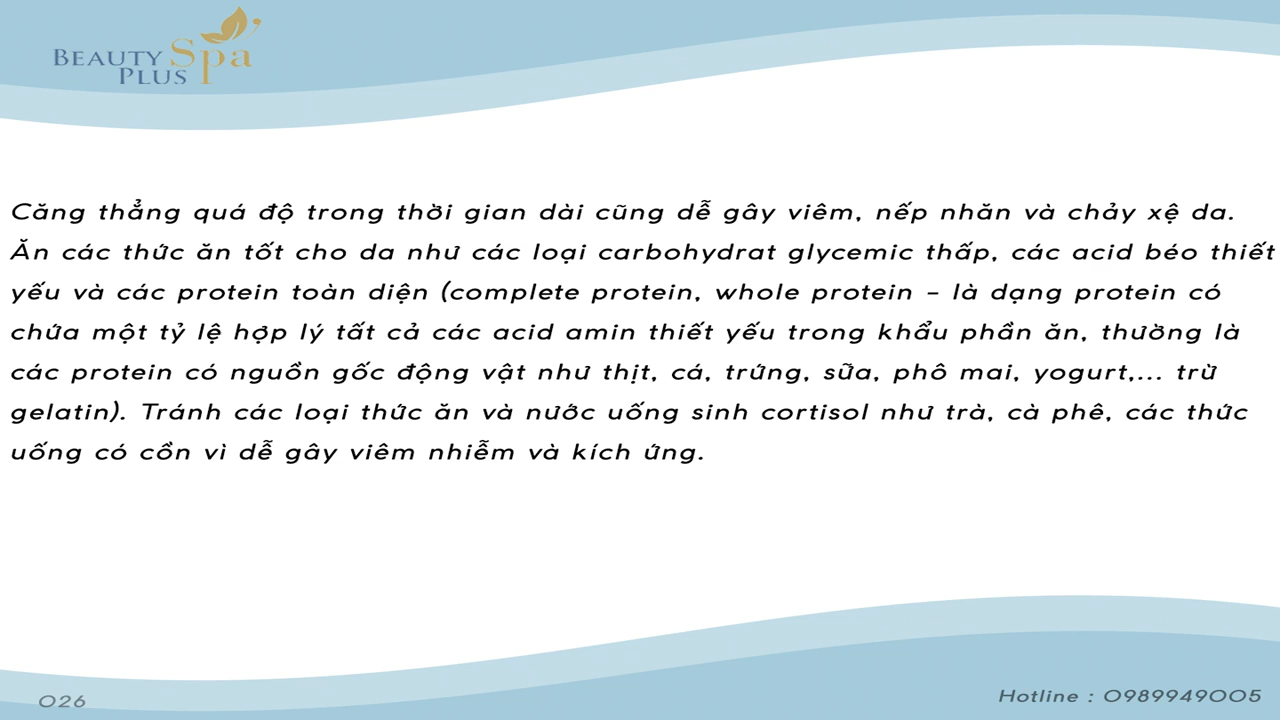 BEAUTY Spa
PLUS
Căng thẳng quá độ trong thời gian dài cũng dễ gây viêm, nếp nhăn và chảy xệ da.
Ăn các thức ăn tốt cho da như các loại carbohydrat glycemic thấp, các acid béo thiết
yếu và các protein toàn diện (complete protein, whole protein – là dạng protein có
chứa một tỷ lệ hợp lý tất cả các acid amin thiết yếu trong khẩu phần ăn, thường là
các protein có nguồn gốc động vật như thịt, cá, trứng, sữa, phô mai, yogurt,... trừ
gelatin). Tránh các loại thức ăn và nước uống sinh cortisol như trà, cà phê, các thức
uống có cồn vì dễ gây viêm nhiễm và kích ứng.
026
Hotline : 0989949005